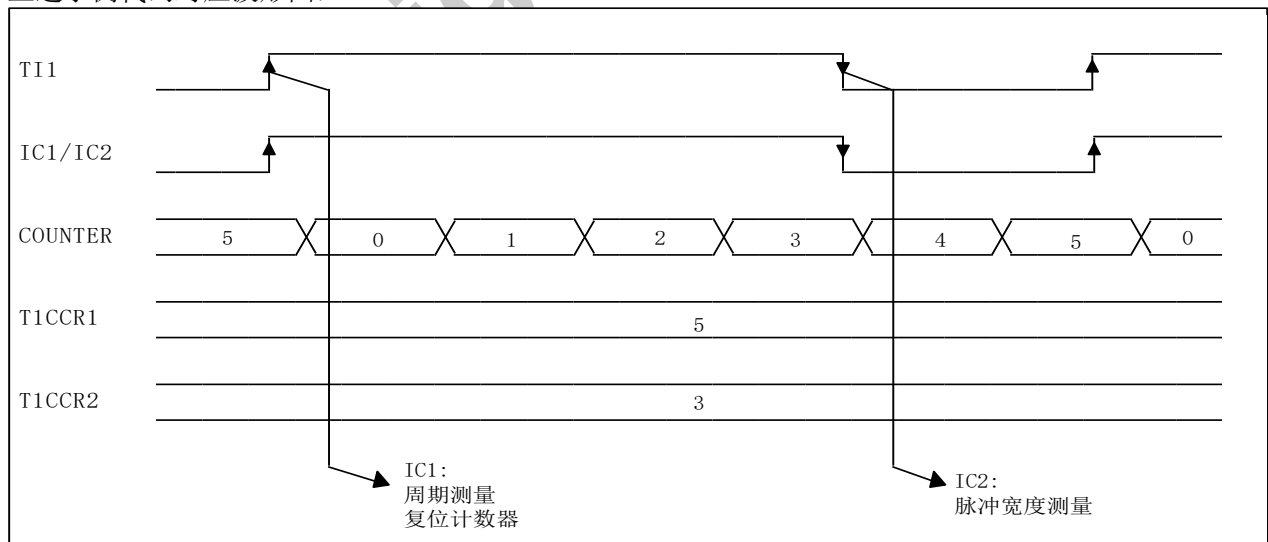 TI1
IC1/IC2
COUNTER 5 0 1 2 3 4 5 0
T1CCR1 5
T1CCR2 3
IC1:
周期测量
复位计数器
IC2:
脉冲宽度测量